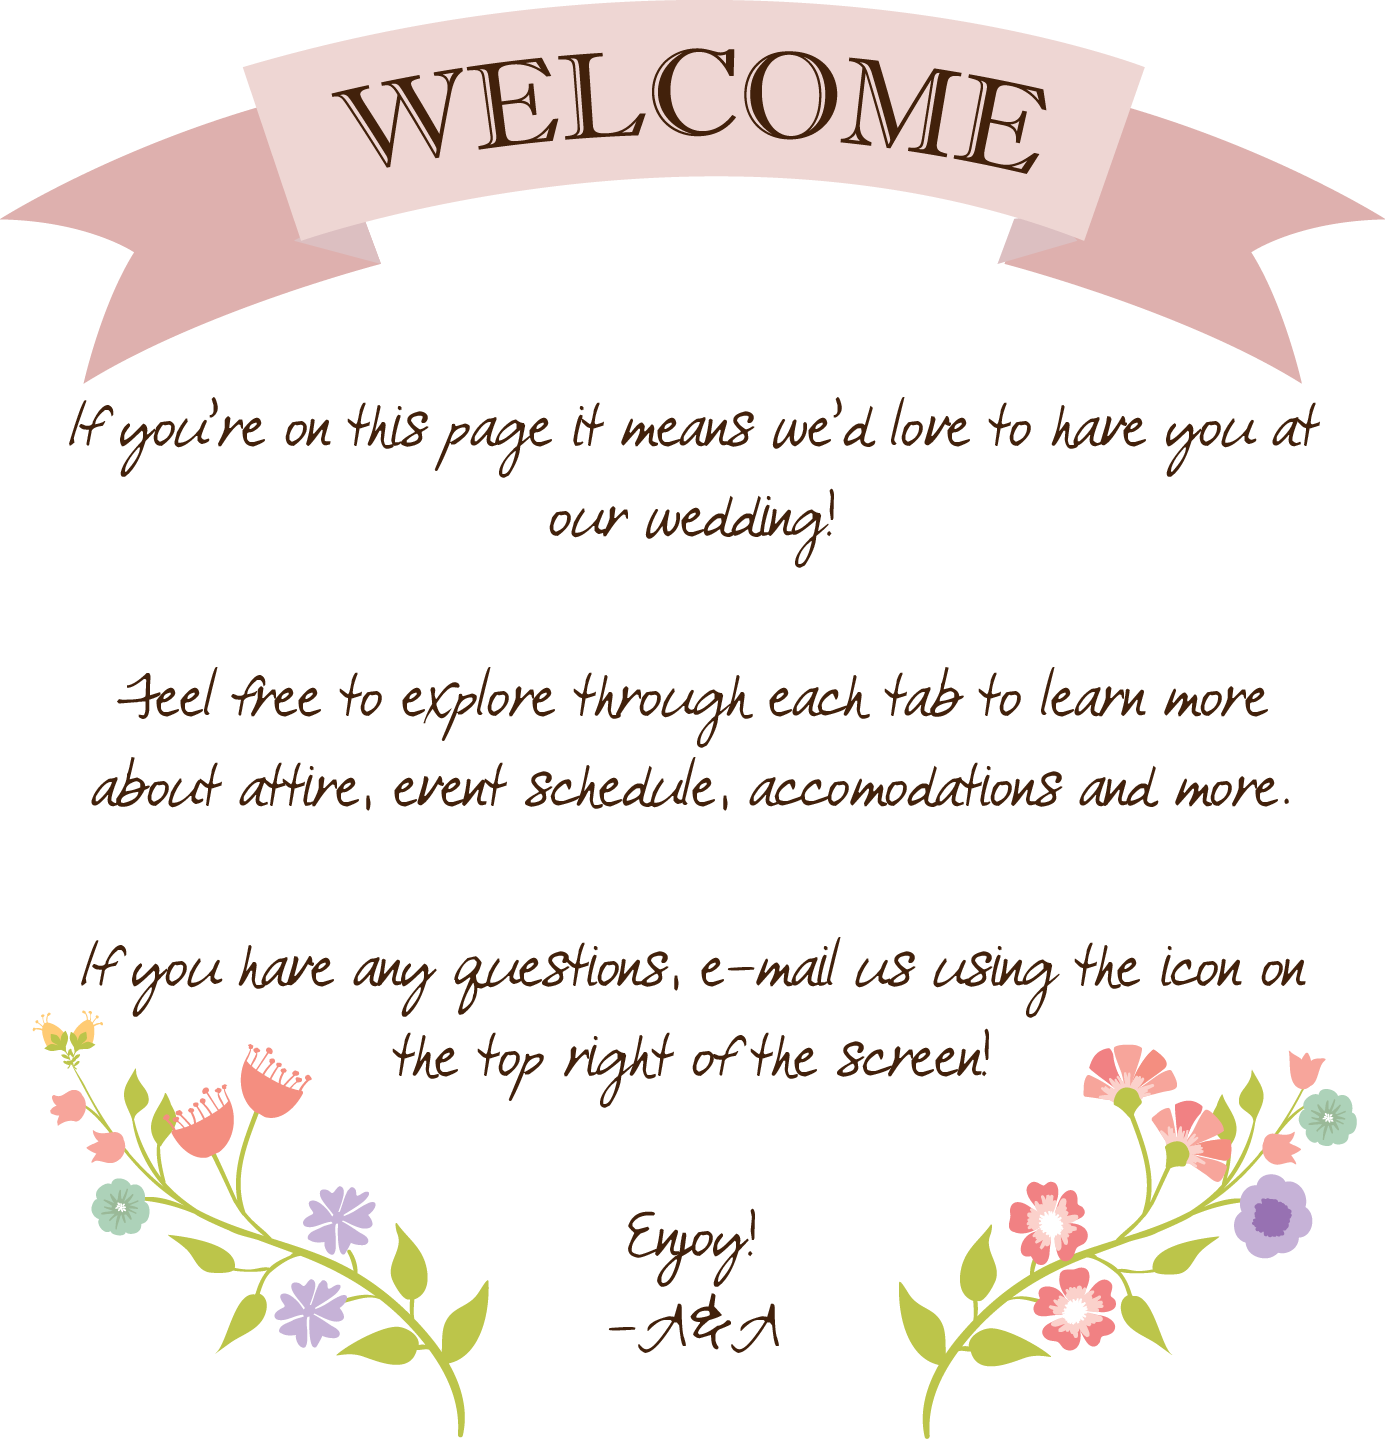 WELCOME
If you're on this page it means we'd love to have you at
our wedding!
Feel free to explore through each tab to learn more
about attire, event schedule, accomodations and more.
If you have any questions, e-mail us using the icon on
the top right of the screen!
Enjoy!
-A&A